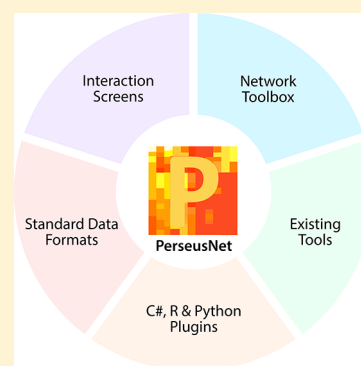 Interaction
Screens
Network
Toolbox
P
PerseusNet
Standard Data
Formats
Existing
Tools
C#, R & Python
Plugins